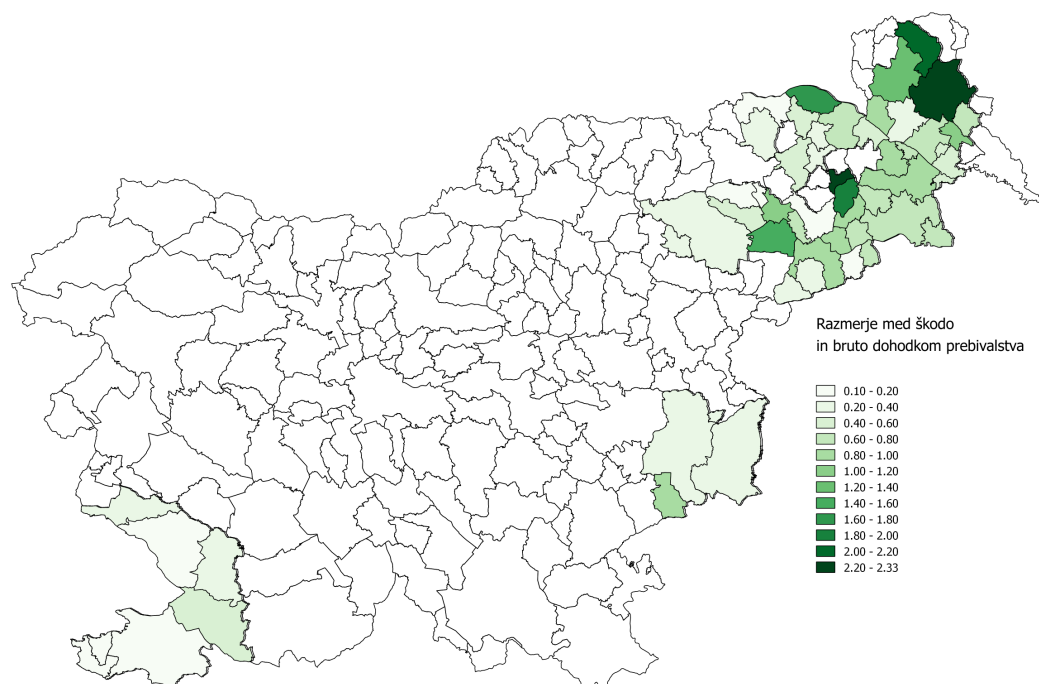 Razmerje med škodo
in bruto dohodkom prebivalstva
0.10 - 0.20
0.20 - 0.40
0.40 - 0.60
0.60 - 0.80
0.80 - 1.00
1.00 - 1.20
1.20 - 1.40
1.40 - 1.60
1.60 - 1.80
1.80 - 2.00
2.00 - 2.20
2.20 - 2.33